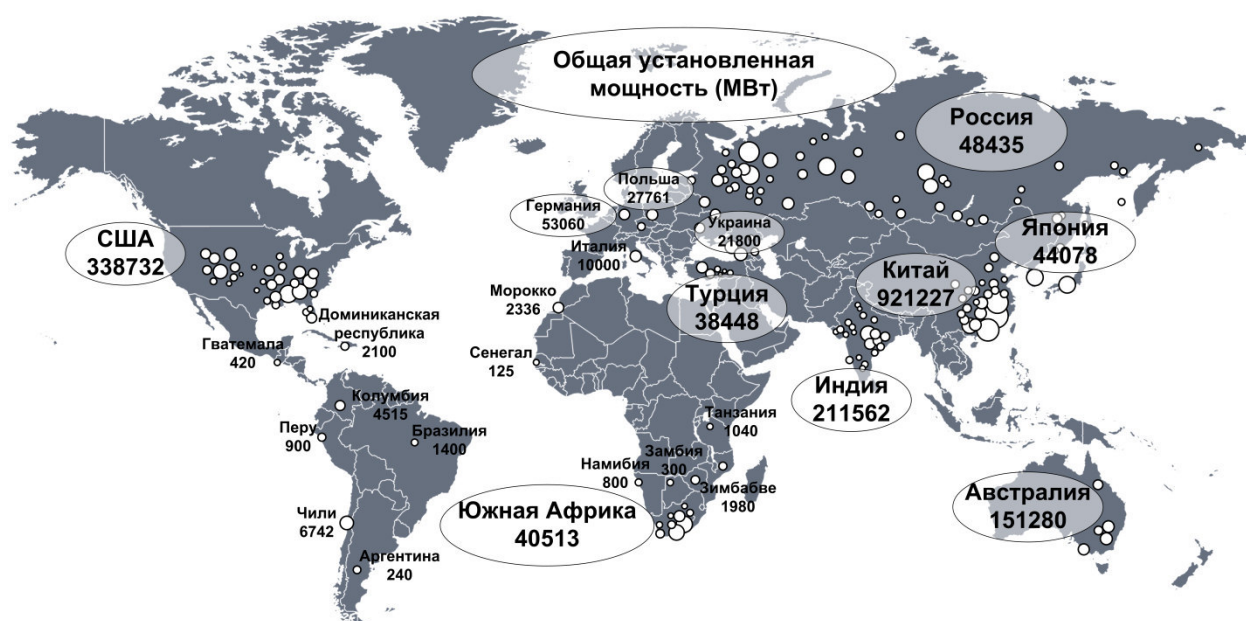 Общая установленная
мощность (МВт)
Россия
48435
Польша
27761
Германия
53060
Украина
21800
Италия
10000
США
338732
Япония
44078
Китай
921227
Турция
38448
Морокко
2336
Доминиканская
республика
2100
Гватемала
420
Сенегал
125
Индия
211562
Колумбия
4515
Перу
900
Бразилия
1400
Танзания
1040
Замбия
300
Намибия
800
Зимбабве
1980
Южная Африка
40513
Австралия
151280
Чили
6742
Аргентина
240